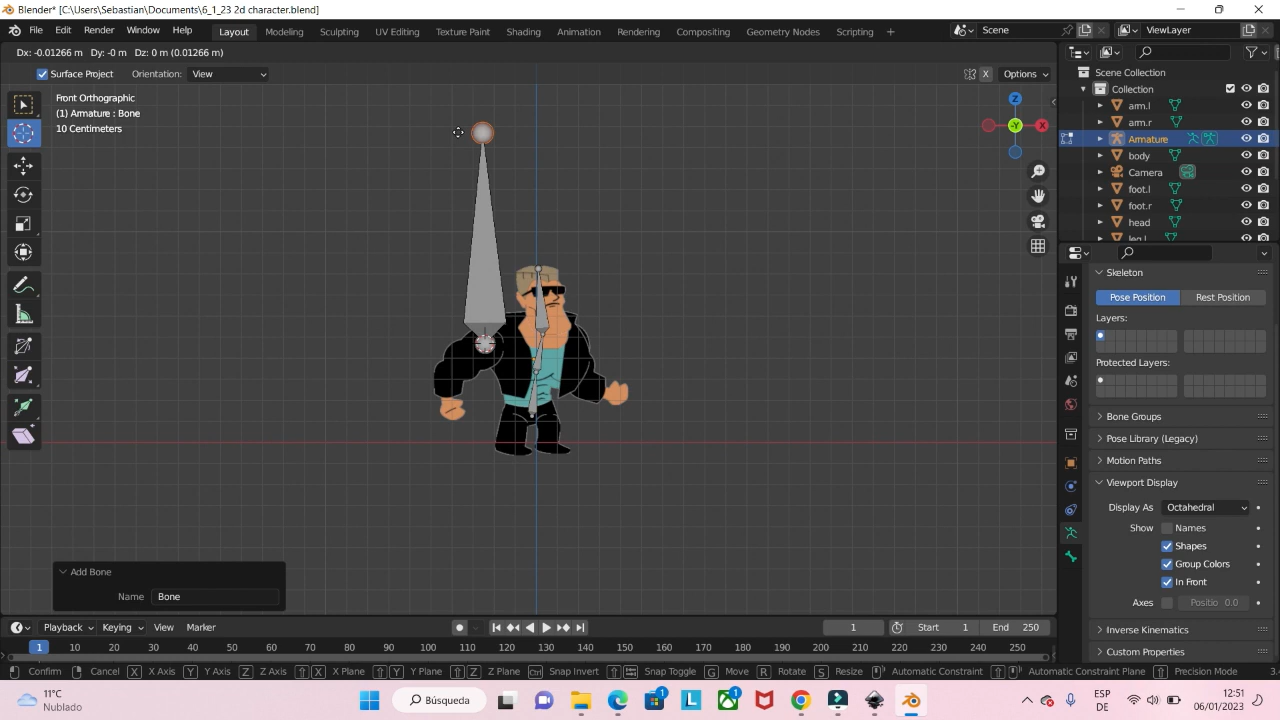 Blender* [C:\Users\Sebastian\Documents\6_1_23 2d character.blend]
File Edit Render Window Help Layout Modeling Sculpting UV Editing Texture Paint Shading Animation Rendering Compositing Geometry Nodes Scripting + Scene ViewLayer
Dx: -0.01266 m Dy: -0 m Dz: 0 m (0.01266 m)
Surface Project Orientation: View X Options
Front Orthographic
(1) Armature : Bone
10 Centimeters
Z
-Y
X
Scene Collection
Collection
arm.l
arm.r
Armature
body
Camera
foot.l
foot.r
head
leg.l
Skeleton
Pose Position Rest Position
Layers:
Protected Layers:
Bone Groups
Pose Library (Legacy)
Motion Paths
Viewport Display
Display As Octahedral
Show Names
Shapes
Group Colors
In Front
Axes Positio 0.0
Inverse Kinematics
Custom Properties
Add Bone
Name Bone
Playback Keying View Marker 1 Start 1 End 250
1 10 20 30 40 50 60 70 80 90 100 110 120 130 140 150 160 170 180 190 200 210 220 230 240 250
Confirm Cancel X X Axis Y Y Axis Z Z Axis X X Plane Y Y Plane Z Z Plane Ctrl Snap Invert Snap Toggle G Move R Rotate S Resize Automatic Constraint Automatic Constraint Plane Precision Mode 3.
11°C
Nublado
Búsqueda
1
1
ESP
DE
12:51
06/01/2023